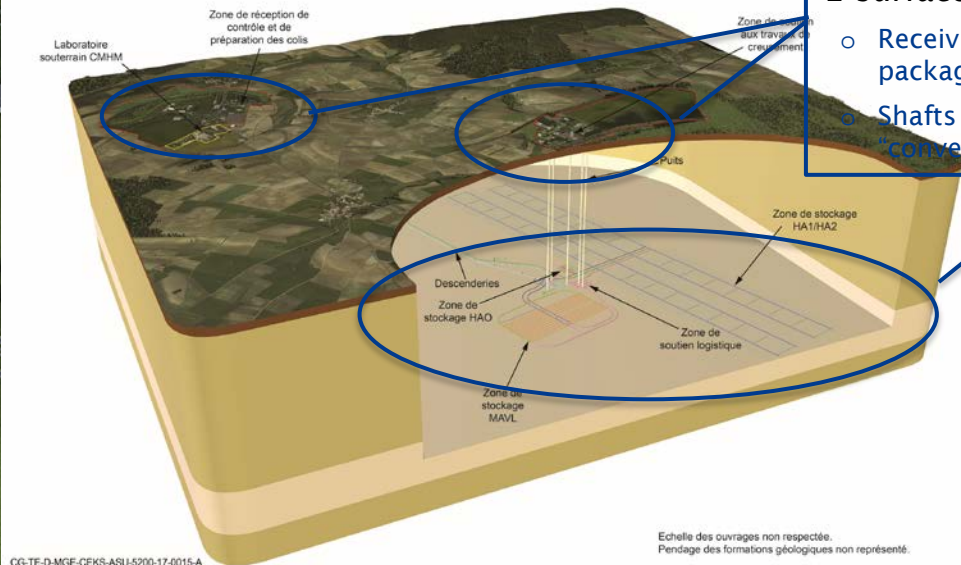 Zone de réception de
contrôle et de
préparation des colis
Laboratoire
souterrain CMHM
Zone de soutien
aux travaux de
creusement
2
Receiv
packag
Shafts
"conve
Puits
Zone de stockage
HA1/HA2
Descenderies
Zone de
stockage HAO
Zone de
soutien logistique
Zone de
stockage
MAVL
Echelle des ouvrages non respectée.
Pendage des formations géologiques non représenté.
CG-TE-D-MGE-CEKS-ASU-5200-17-0015-A